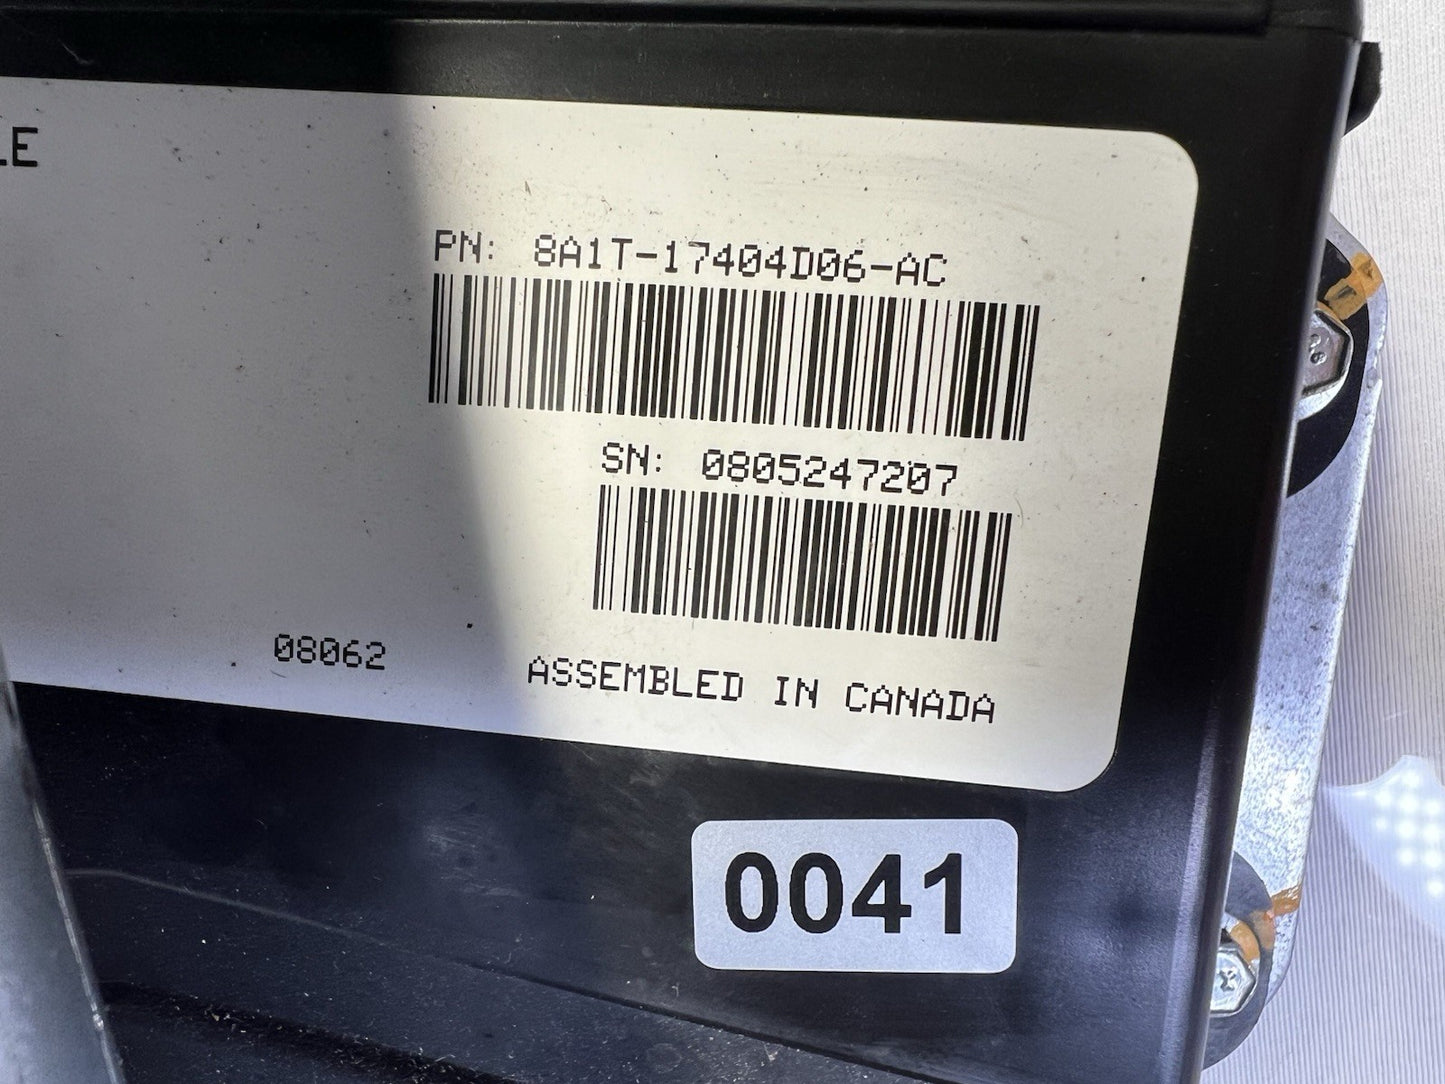 LE
PN: 8A1T-17404D06-AC
SN: 0805247207
08062
ASSEMBLED IN CANADA
0041